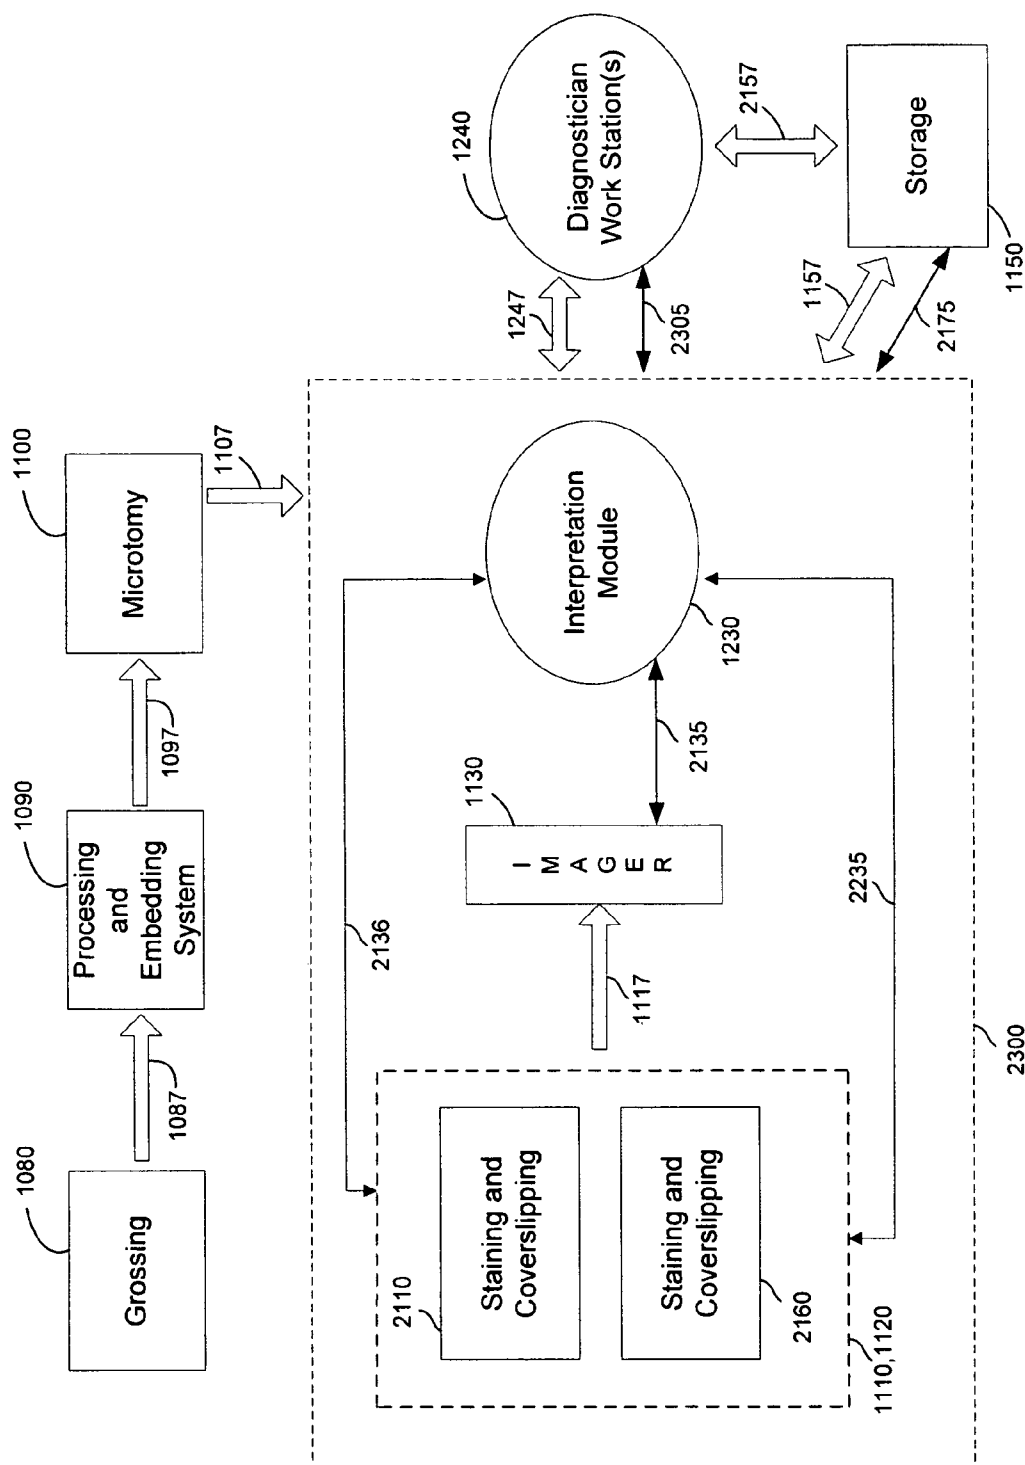 1080
Grossing
1087
1090
Processing
and
Embedding
System
1097
1100
Microtomy
1107
2110
Staining and
Coverslipping
Staining and
Coverslipping
2160
1110,1120
1117
1130
I M A G E R
2135
2136
2235
Interpretation
Module
1230
2300
1247
2305
1240
Diagnostician
Work Station(s)
2157
1157
2175
Storage
1150